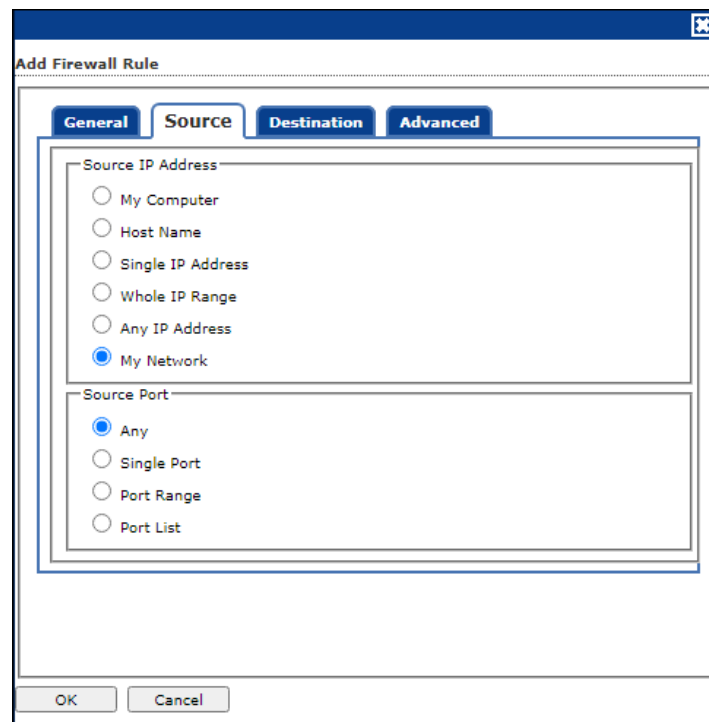 Add Firewall Rule
General Source Destination Advanced
Source IP Address
My Computer
Host Name
Single IP Address
Whole IP Range
Any IP Address
My Network
Source Port
Any
Single Port
Port Range
Port List
OK Cancel